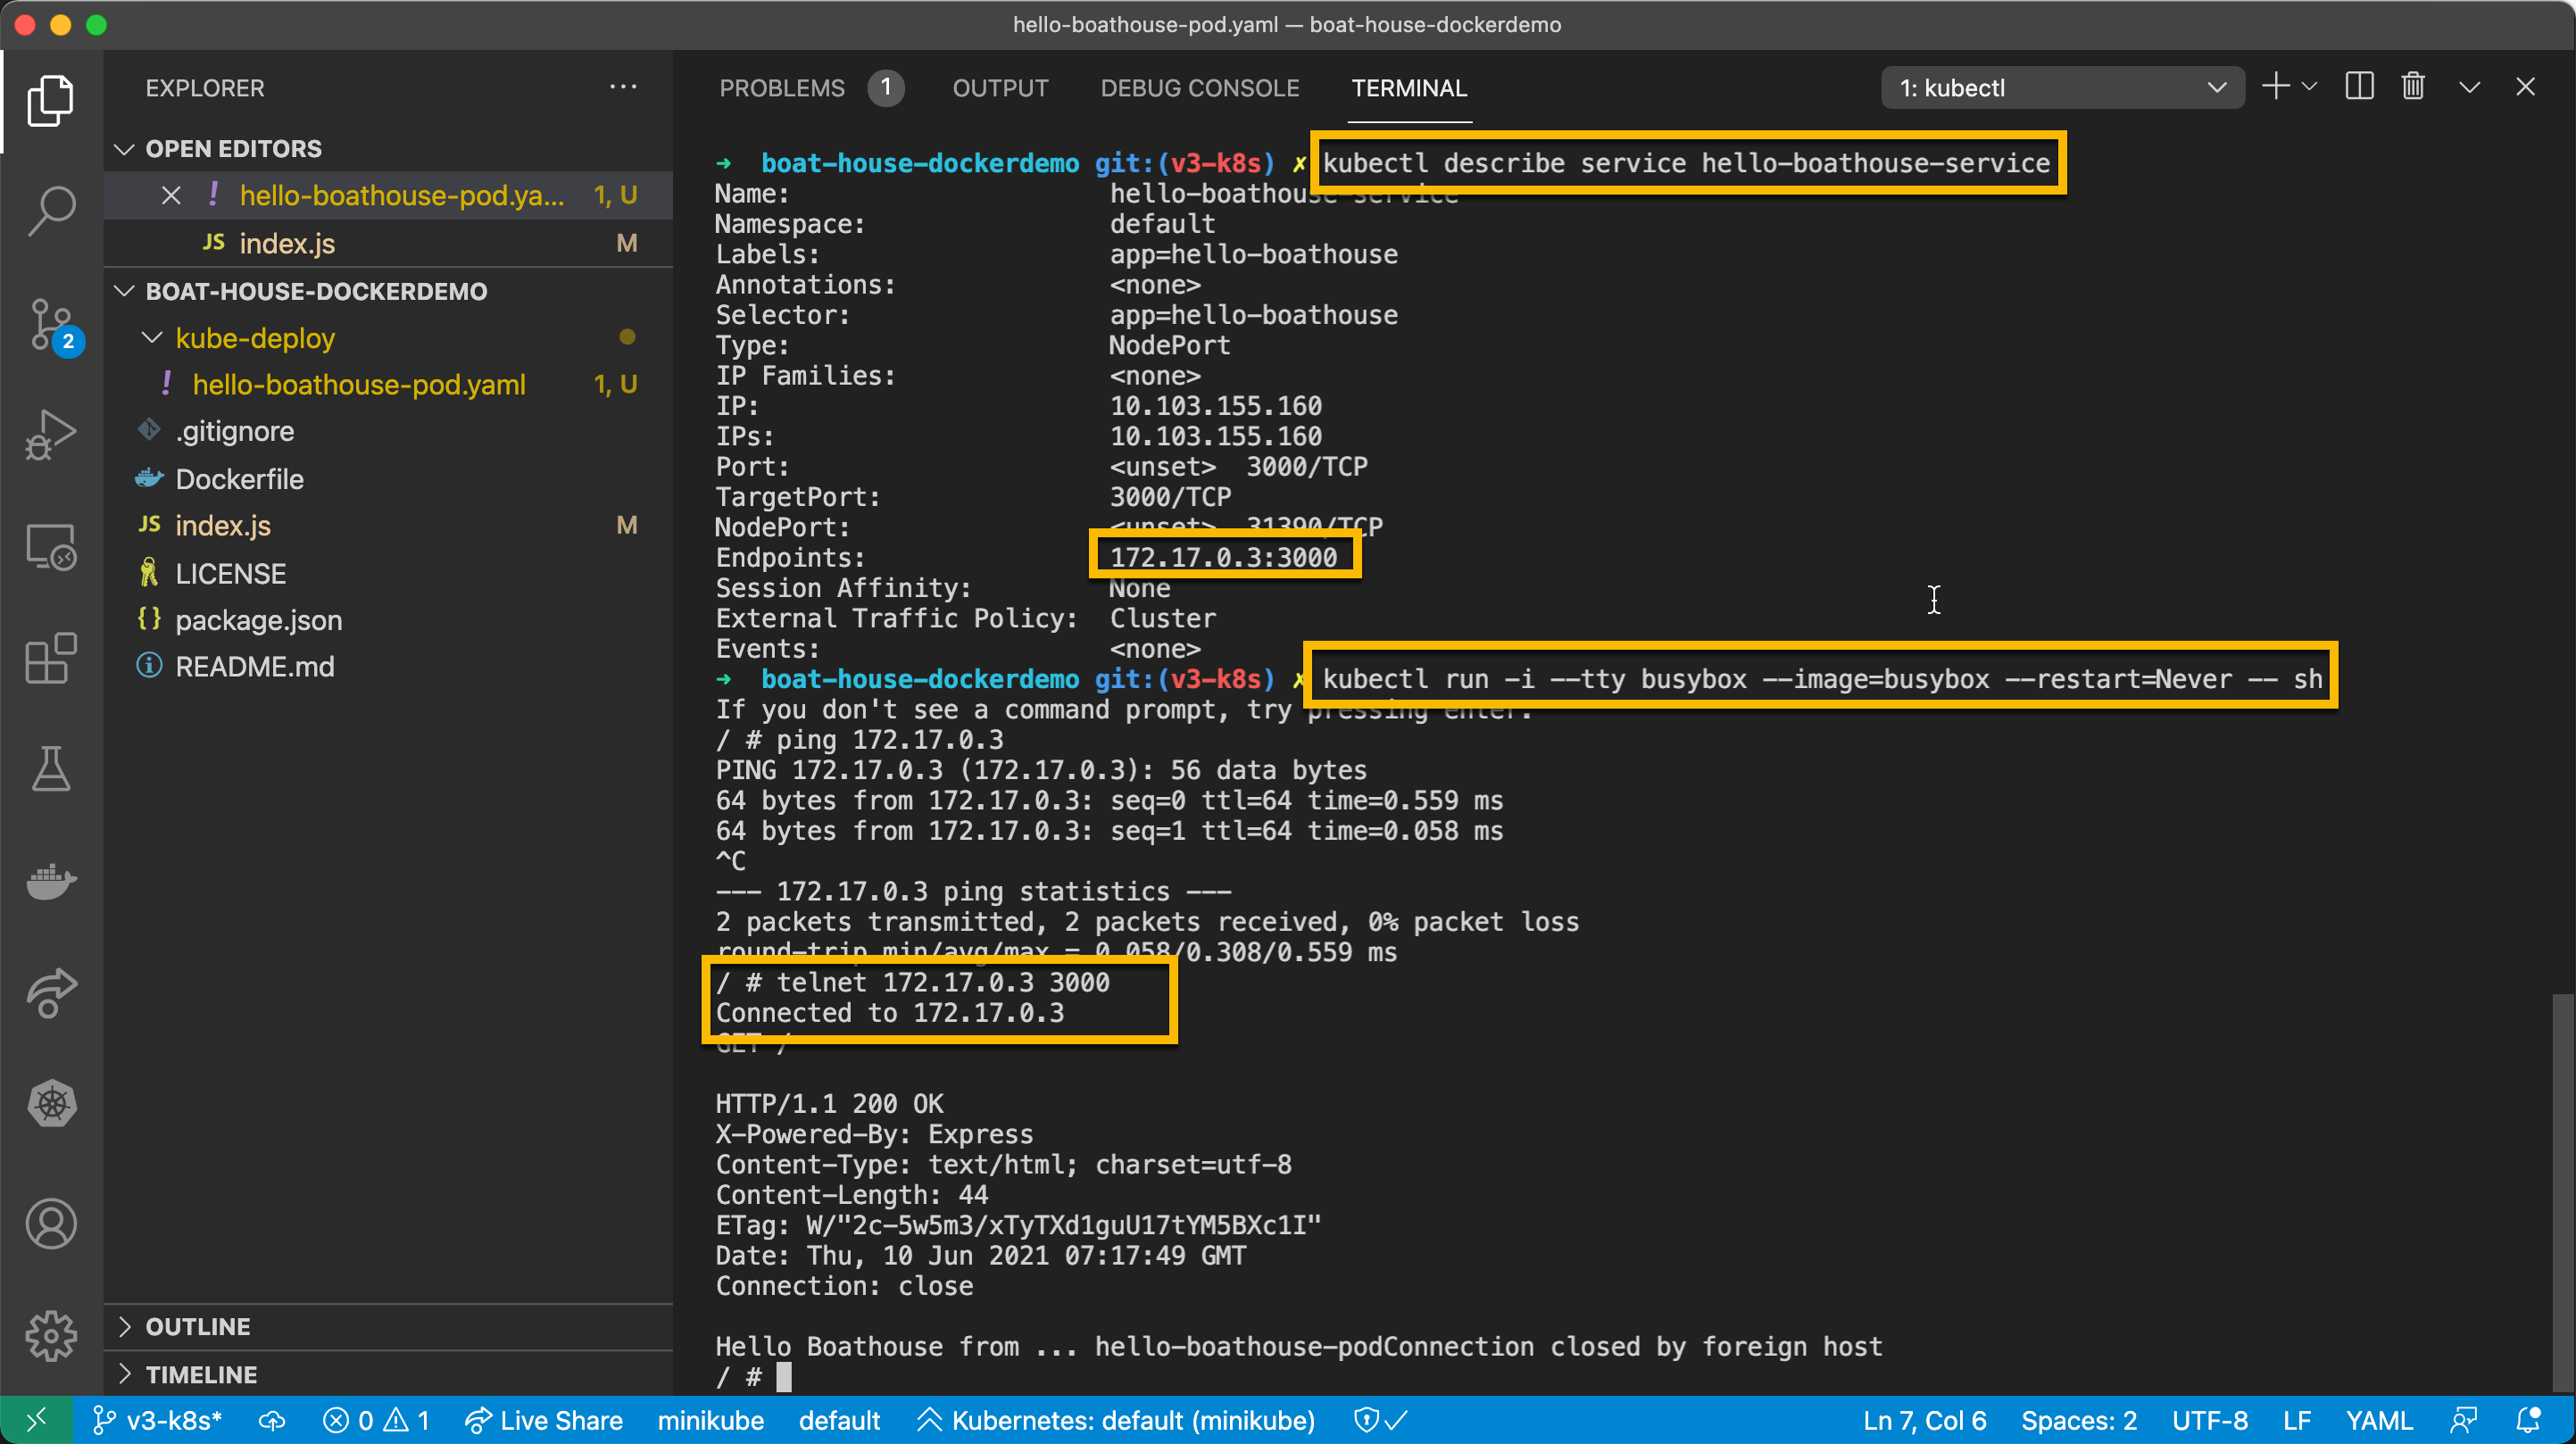 hello-boathouse-pod.yaml — boat-house-dockerdemo
EXPLORER
···
OPEN EDITORS
! hello-boathouse-pod.ya... 1, U
JS index.js M
BOAT-HOUSE-DOCKERDEMO
kube-deploy
! hello-boathouse-pod.yaml 1, U
.gitignore
Dockerfile
JS index.js M
LICENSE
{} package.json
README.md
OUTLINE
TIMELINE
2
PROBLEMS 1 OUTPUT DEBUG CONSOLE TERMINAL 1: kubectl
➜ boat-house-dockerdemo git:(v3-k8s) ✗ kubectl describe service hello-boathouse-service
Name: hello-boathouse-service
Namespace: default
Labels: app=hello-boathouse
Annotations: <none>
Selector: app=hello-boathouse
Type: NodePort
IP Families: <none>
IP: 10.103.155.160
IPs: 10.103.155.160
Port: <unset> 3000/TCP
TargetPort: 3000/TCP
NodePort: <unset> 31390/TCP
Endpoints: 172.17.0.3:3000
Session Affinity: None
External Traffic Policy: Cluster
Events: <none>
➜ boat-house-dockerdemo git:(v3-k8s) ✗ kubectl run -i --tty busybox --image=busybox --restart=Never -- sh
If you don't see a command prompt, try pressing enter.
/ # ping 172.17.0.3
PING 172.17.0.3 (172.17.0.3): 56 data bytes
64 bytes from 172.17.0.3: seq=0 ttl=64 time=0.559 ms
64 bytes from 172.17.0.3: seq=1 ttl=64 time=0.058 ms
^C
--- 172.17.0.3 ping statistics ---
2 packets transmitted, 2 packets received, 0% packet loss
round-trip min/avg/max = 0.058/0.308/0.559 ms
/ # telnet 172.17.0.3 3000
Connected to 172.17.0.3
GET /
HTTP/1.1 200 OK
X-Powered-By: Express
Content-Type: text/html; charset=utf-8
Content-Length: 44
ETag: W/"2c-5w5m3/xTyTXd1guU17tYM5BXc1I"
Date: Thu, 10 Jun 2021 07:17:49 GMT
Connection: close
Hello Boathouse from ... hello-boathouse-podConnection closed by foreign host
/ #
v3-k8s* 0 1 Live Share minikube default Kubernetes: default (minikube) Ln 7, Col 6 Spaces: 2 UTF-8 LF YAML